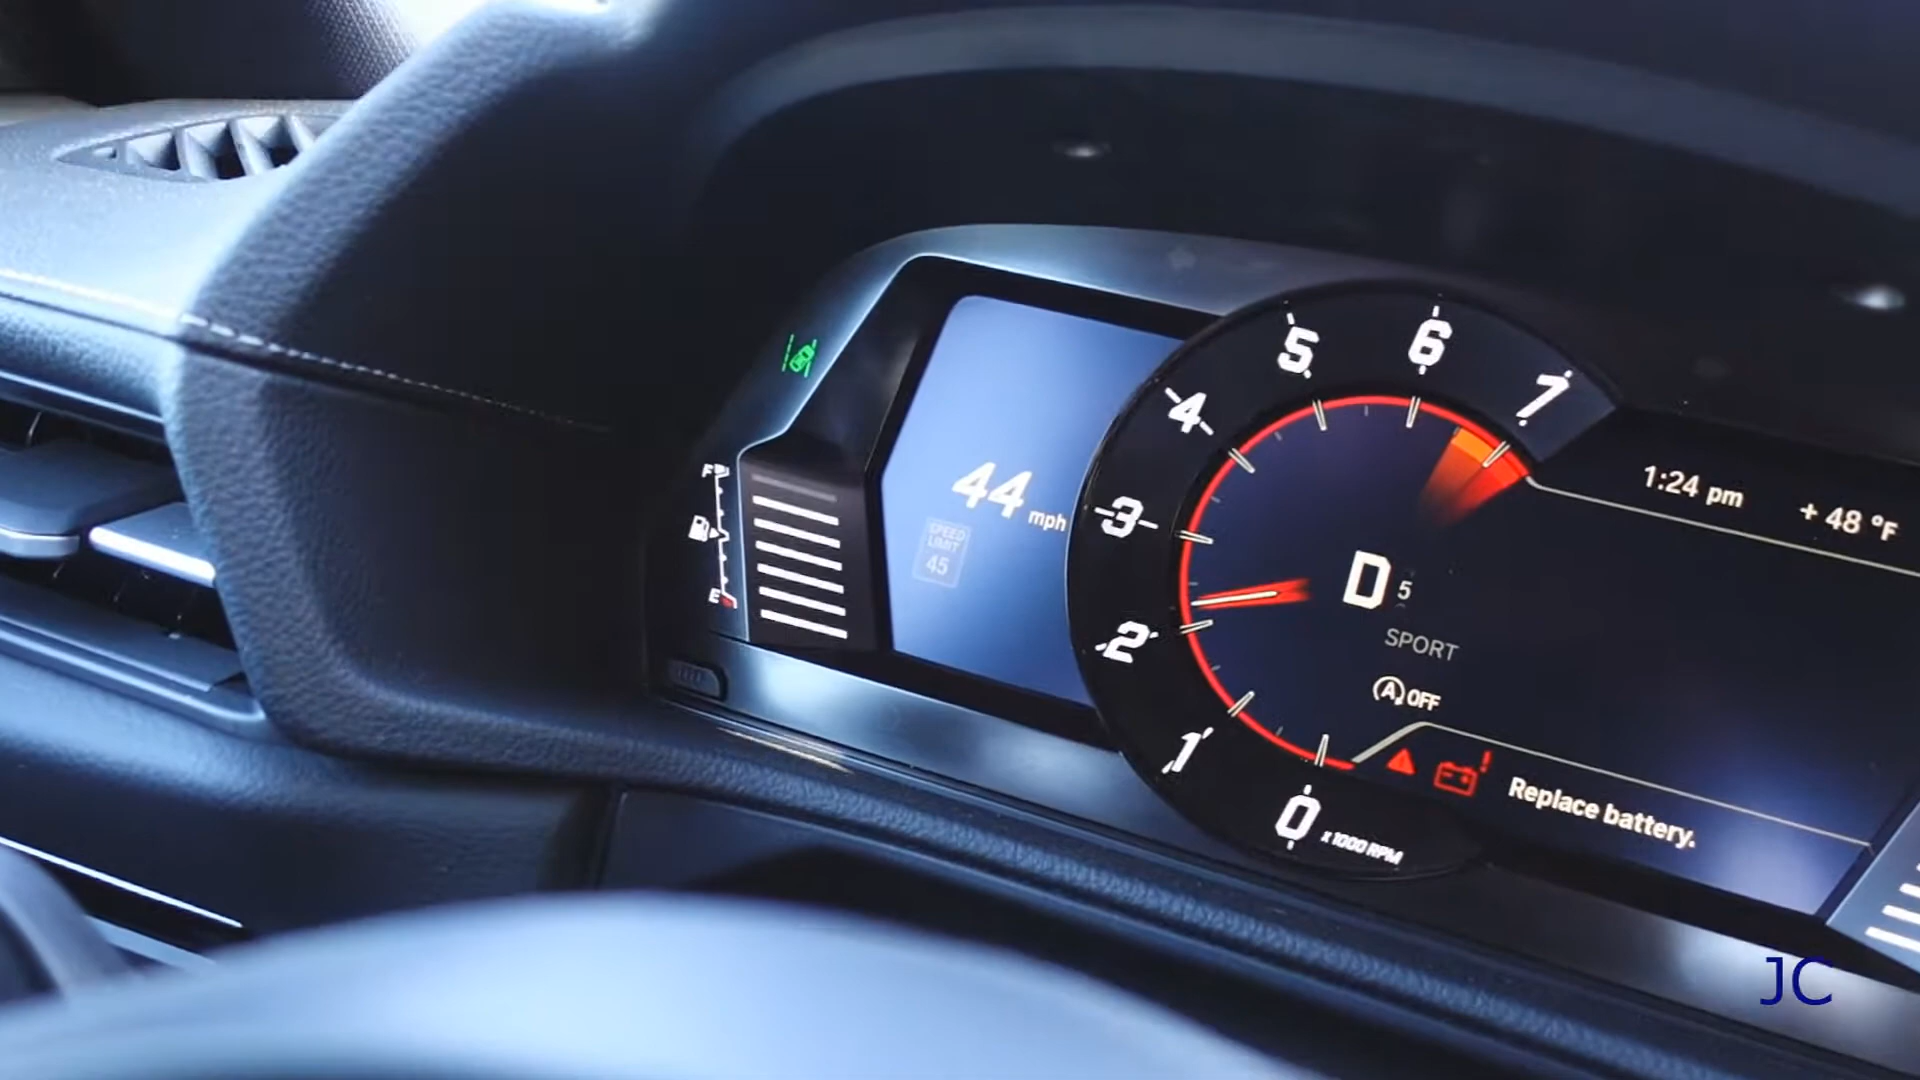 F
E
44 mph
SPEED
LIMIT
45
0
1
2
3
4
5
6
7
x 1000 RPM
D 5
SPORT
A OFF
1:24 pm
+ 48 °F
Replace battery.
JC